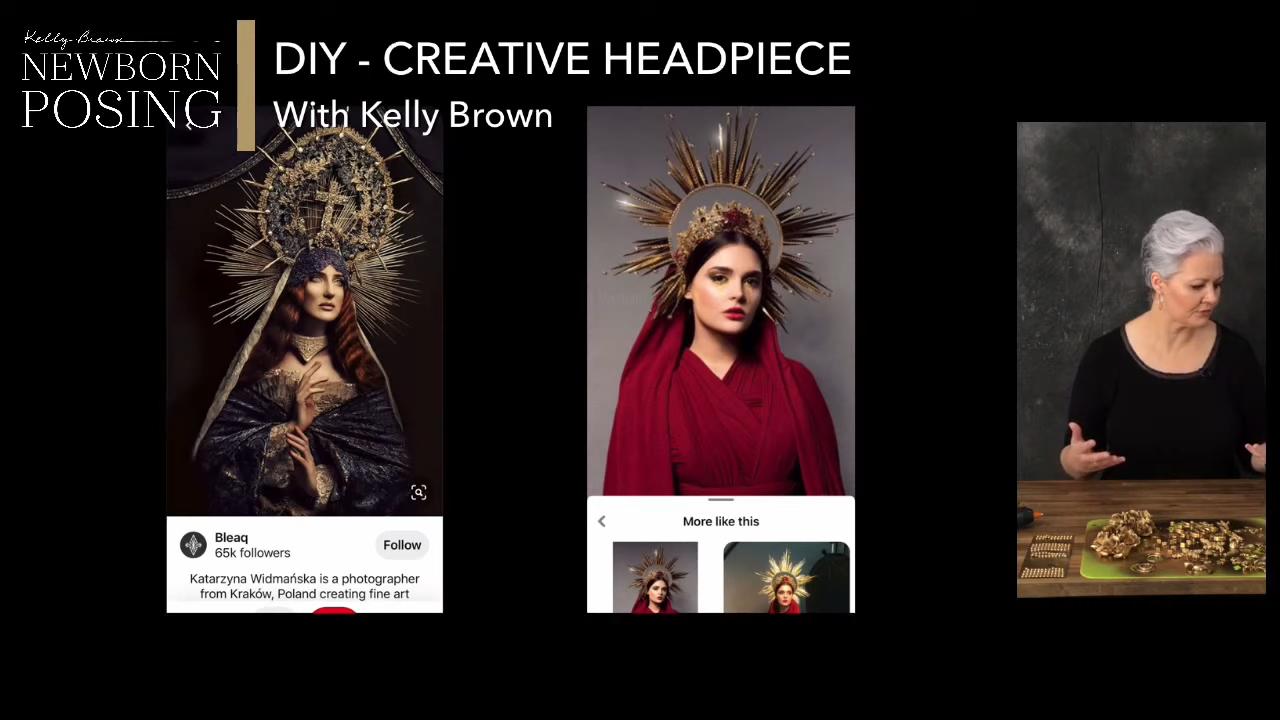 Kelly Brown
NEWBORN
POSING
DIY - CREATIVE HEADPIECE
With Kelly Brown
Bleaq
65k followers
Follow
Katarzyna Widmańska is a photographer
from Kraków, Poland creating fine art
More like this